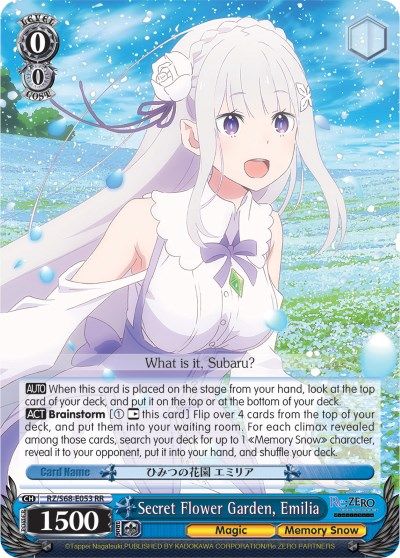 LEVEL
0
0
COST
What is it, Subaru?
AUTO When this card is placed on the stage from your hand, look at the top
card of your deck, and put it on the top or at the bottom of your deck.
ACT Brainstorm [① this card] Flip over 4 cards from the top of your
deck, and put them into your waiting room. For each climax revealed
among those cards, search your deck for up to 1 «Memory Snow» character,
reveal it to your opponent, put it into your hand, and shuffle your deck.
Card Name ひみつの花園 エミリア
CH RZ/S68-E053 RR Secret Flower Garden, Emilia Re:ZERO
POWER 1500 SOUL Magic Memory Snow
©Tappei Nagatsuki,PUBLISHED BY KADOKAWA CORPORATION/Re:ZERO PARTNERS